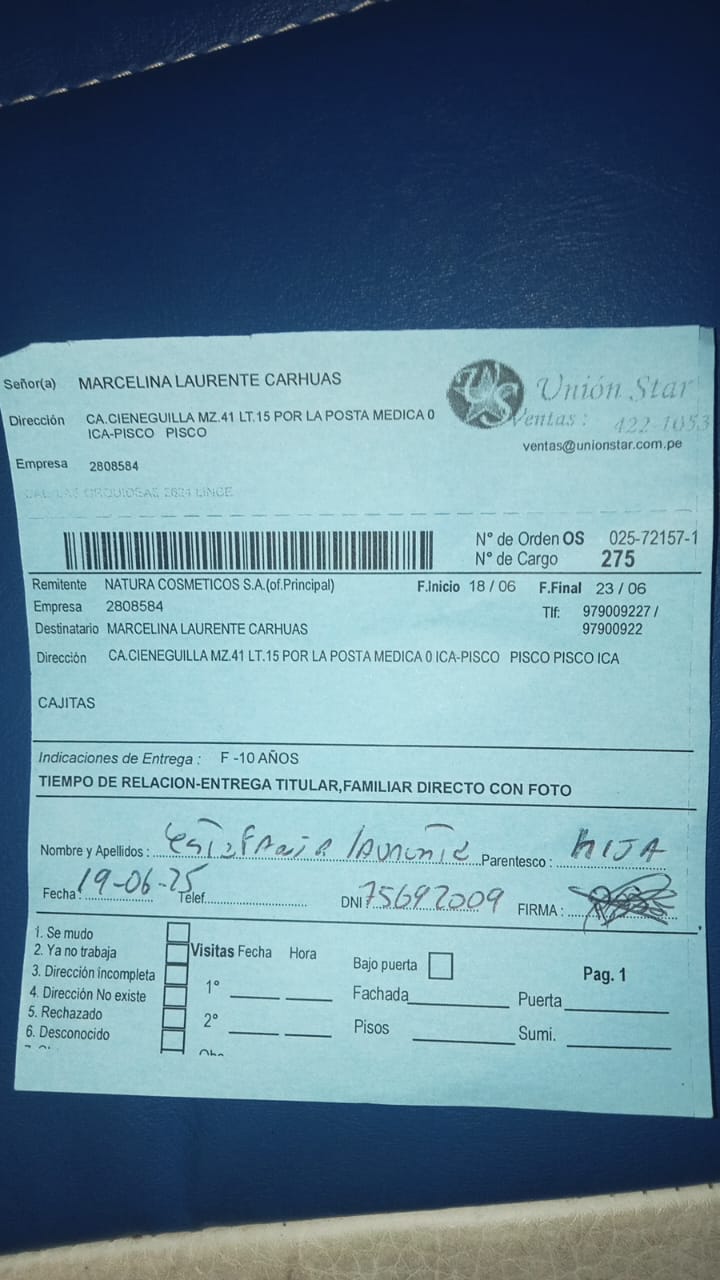 Señor(a) MARCELINA LAURENTE CARHUAS
Unión Star
Dirección CA.CIENEGUILLA MZ.41 LT.15 POR LA POSTA MEDICA 0
ICA-PISCO PISCO
Ventas : 422-1053
ventas@unionstar.com.pe
Empresa 2808584
ORQUIDEAS 2624 LINCE
N° de Orden OS 025-72157-1
N° de Cargo 275
Remitente NATURA COSMETICOS S.A.(of.Principal) F.Inicio 18 / 06 F.Final 23 / 06
Empresa 2808584 Tlf: 979009227 /
Destinatario MARCELINA LAURENTE CARHUAS 97900922
Dirección CA.CIENEGUILLA MZ.41 LT.15 POR LA POSTA MEDICA 0 ICA-PISCO PISCO PISCO ICA
CAJITAS
Indicaciones de Entrega : F -10 AÑOS
TIEMPO DE RELACION-ENTREGA TITULAR,FAMILIAR DIRECTO CON FOTO
Nombre y Apellidos : Laurente Parentesco : HIJA
Fecha : 19-06-25 Telef. DNI 75697009 FIRMA :
1. Se mudo
2. Ya no trabaja
3. Dirección incompleta
4. Dirección No existe
5. Rechazado
6. Desconocido
Visitas Fecha Hora
1°
2°
Bajo puerta
Fachada Puerta
Pisos Sumi.
Pag. 1